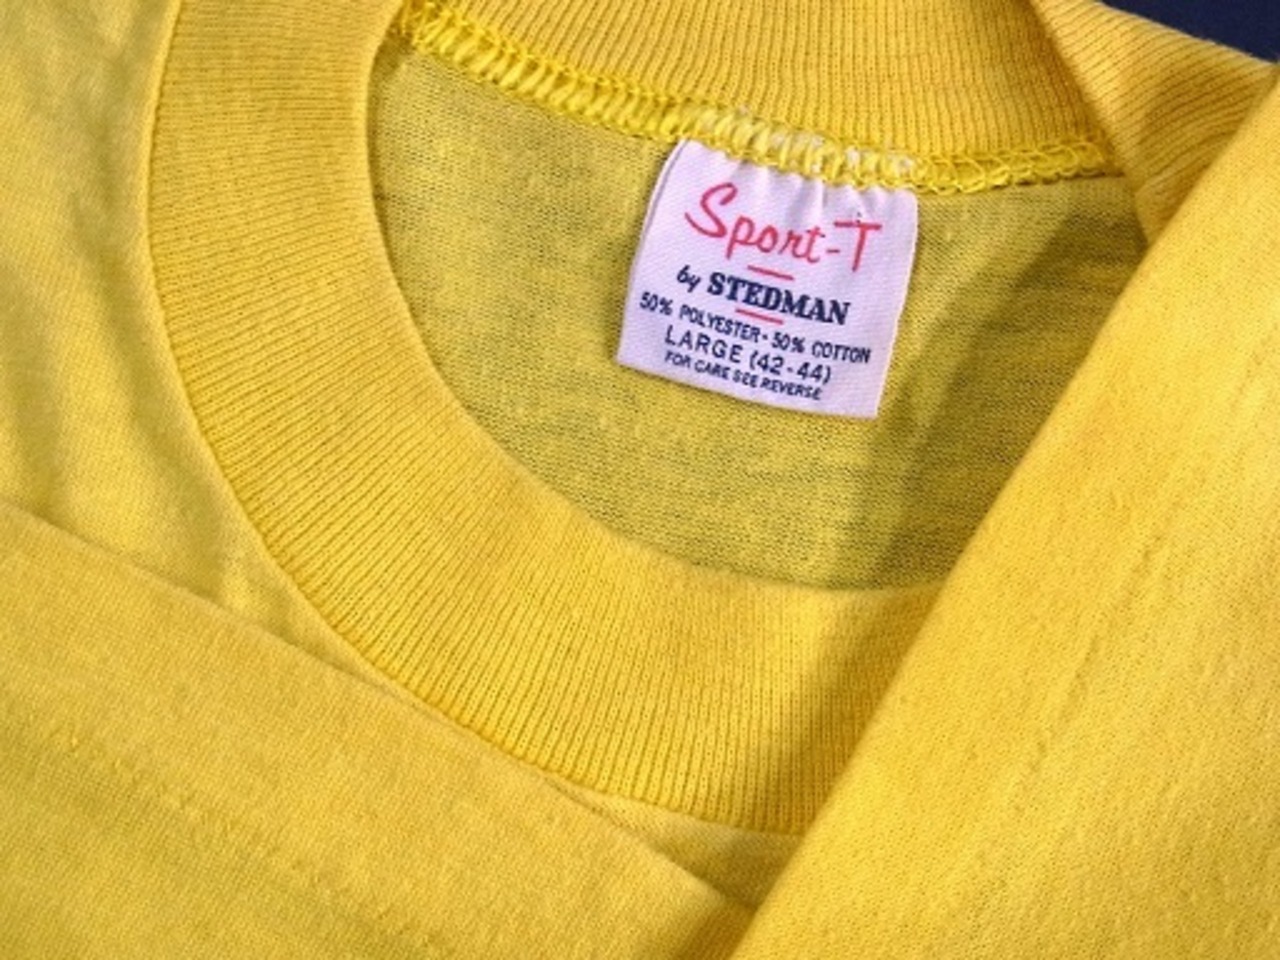 Sport-T
by STEDMAN
50% POLYESTER • 50% COTTON
LARGE (42-44)
FOR CARE SEE REVERSE